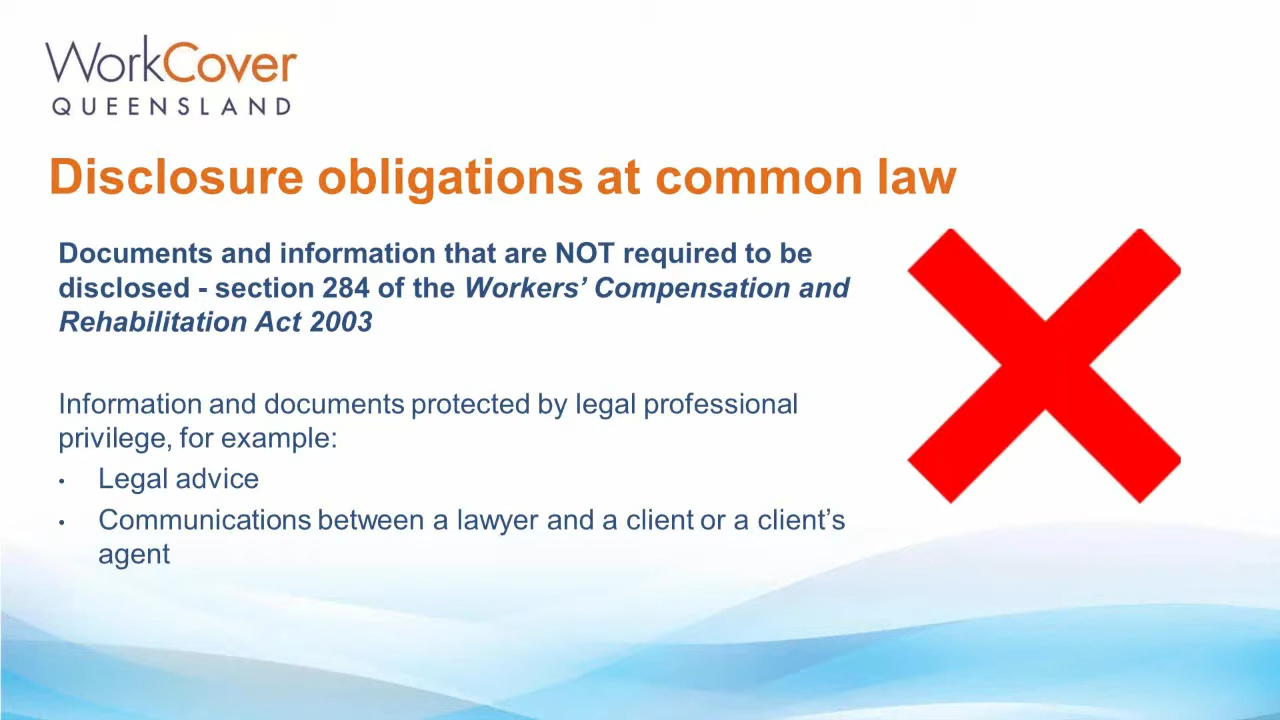 WorkCover
QUEENSLAND
Disclosure obligations at common law
Documents and information that are NOT required to be
disclosed - section 284 of the Workers’ Compensation and
Rehabilitation Act 2003
Information and documents protected by legal professional
privilege, for example:
• Legal advice
• Communications between a lawyer and a client or a client’s
agent